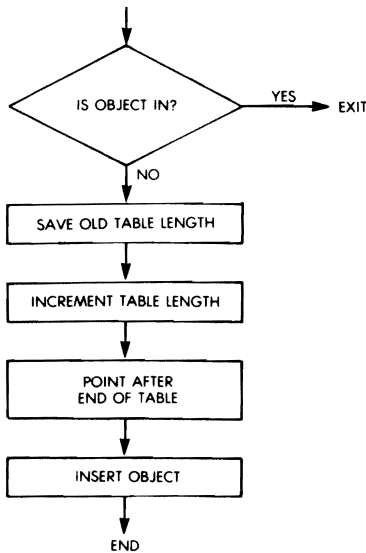 IS OBJECT IN?
YES
EXIT
NO
SAVE OLD TABLE LENGTH
INCREMENT TABLE LENGTH
POINT AFTER
END OF TABLE
INSERT OBJECT
END